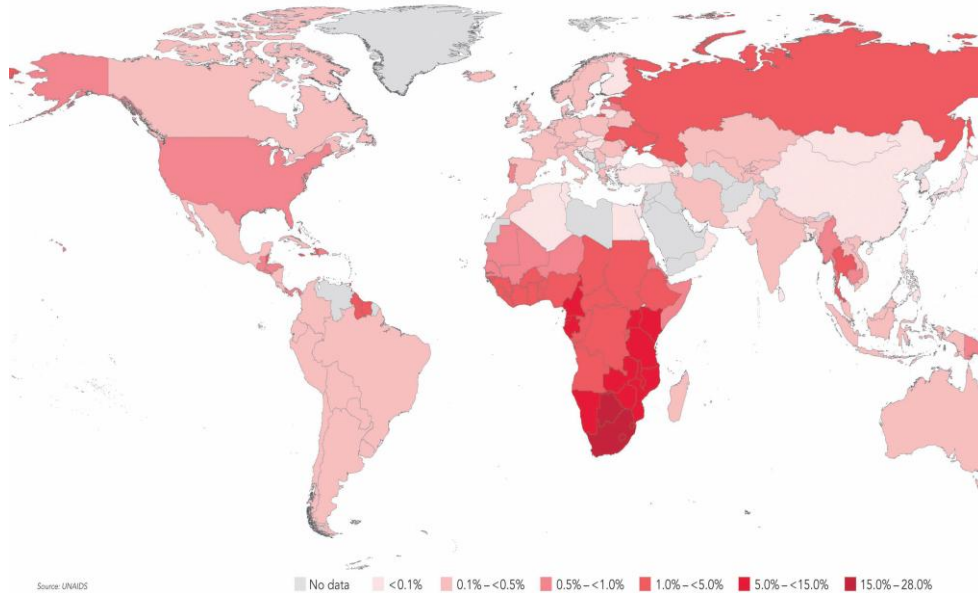 Source: UNAIDS
No data <0.1% 0.1% – <0.5% 0.5% – <1.0% 1.0% – <5.0% 5.0% – <15.0% 15.0% – 28.0%